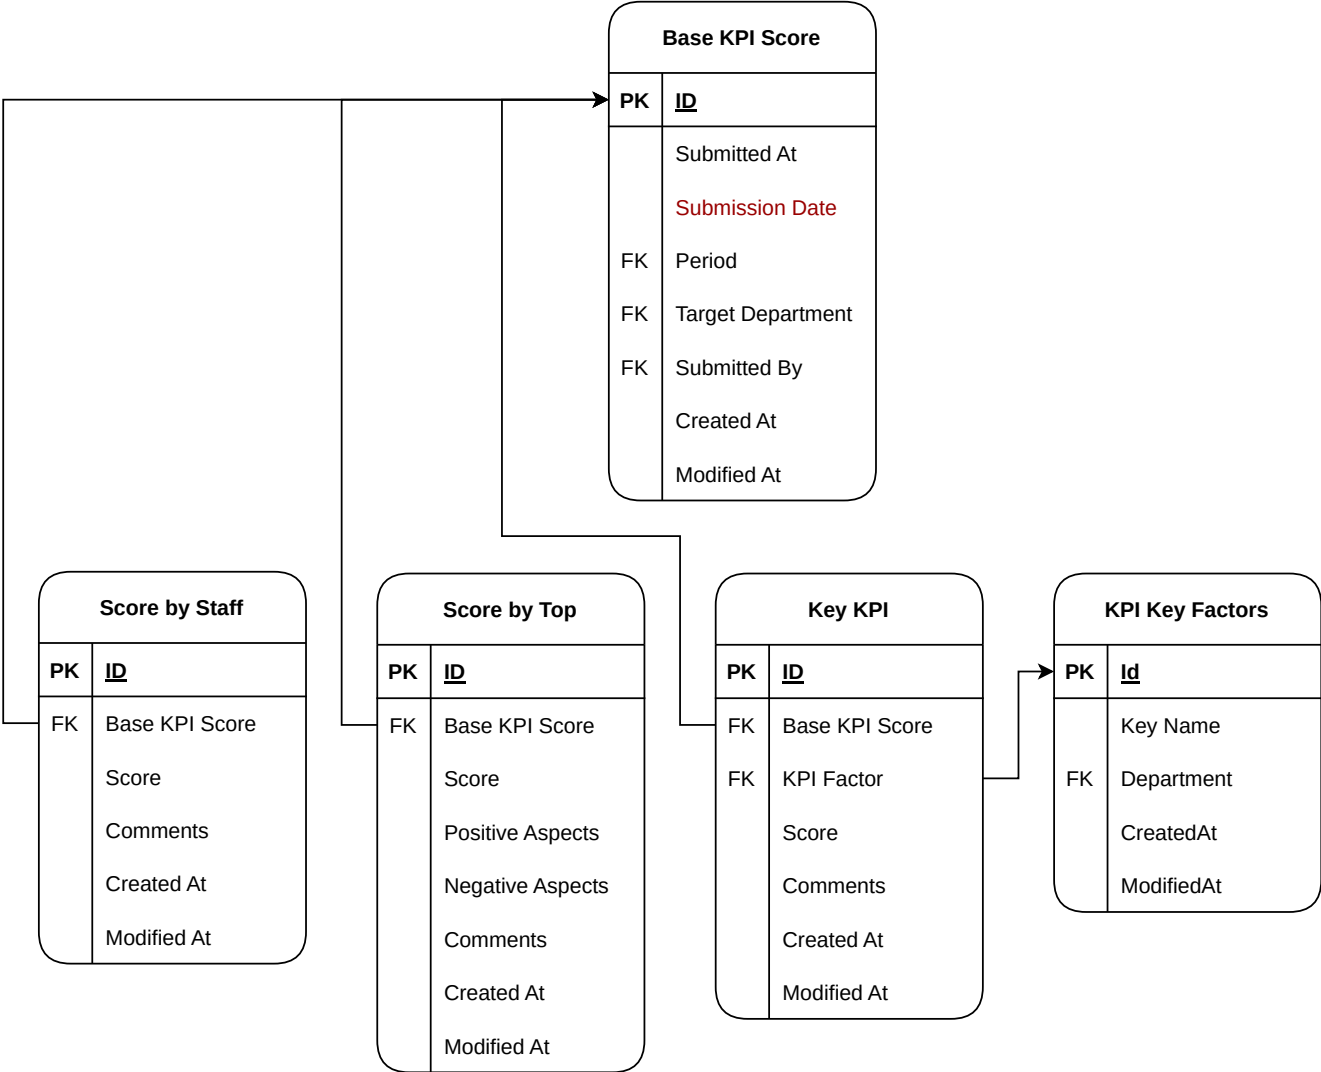 Base KPI Score
PK ID
Submitted At
Submission Date
FK Period
FK Target Department
FK Submitted By
Created At
Modified At
Score by Staff
PK ID
FK Base KPI Score
Score
Comments
Created At
Modified At
Score by Top
PK ID
FK Base KPI Score
Score
Positive Aspects
Negative Aspects
Comments
Created At
Modified At
Key KPI
PK ID
FK Base KPI Score
FK KPI Factor
Score
Comments
Created At
Modified At
KPI Key Factors
PK Id
Key Name
FK Department
CreatedAt
ModifiedAt